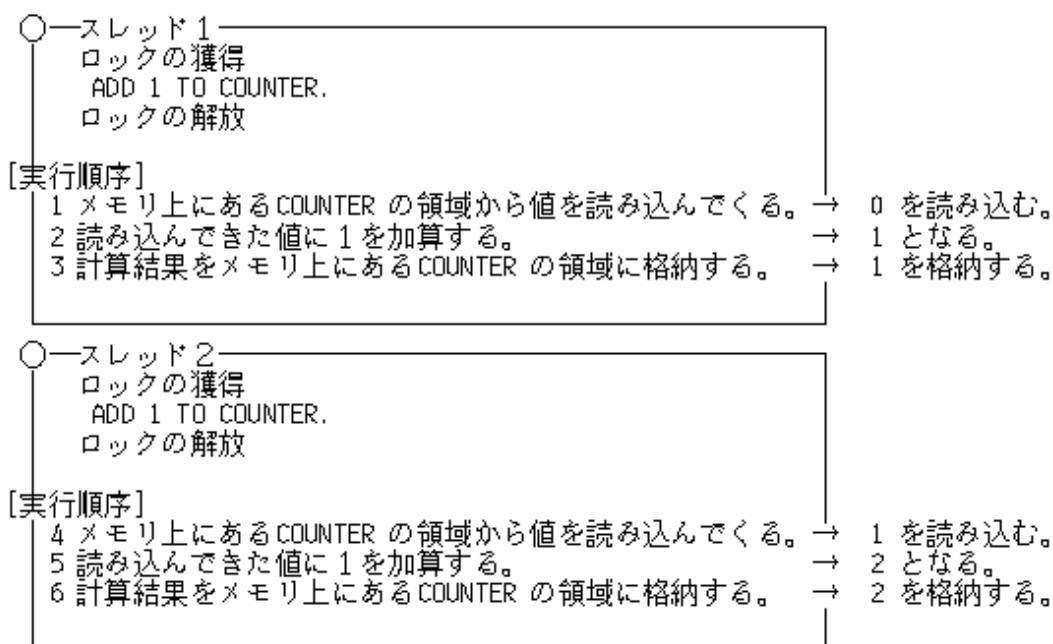 スレッド1
ロックの獲得
ADD 1 TO COUNTER.
ロックの解放
[実行順序]
1 メモリ上にあるCOUNTER の領域から値を読み込んでくる。→ 0 を読み込む。
2 読み込んできた値に1を加算する。 → 1 となる。
3 計算結果をメモリ上にあるCOUNTER の領域に格納する。 → 1 を格納する。
スレッド2
ロックの獲得
ADD 1 TO COUNTER.
ロックの解放
[実行順序]
4 メモリ上にあるCOUNTER の領域から値を読み込んでくる。→ 1 を読み込む。
5 読み込んできた値に1を加算する。 → 2 となる。
6 計算結果をメモリ上にあるCOUNTER の領域に格納する。 → 2 を格納する。